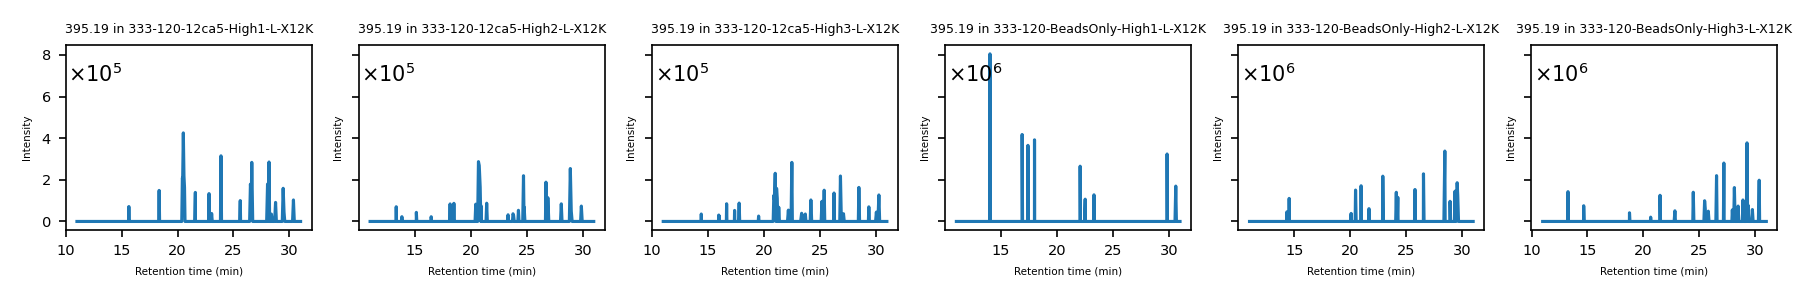 395.19 in 333-120-12ca5-High1-L-X12K
8
6
4
2
0
Intensity
×10⁵
10 15 20 25 30
Retention time (min)
395.19 in 333-120-12ca5-High2-L-X12K
Intensity
×10⁵
15 20 25 30
Retention time (min)
395.19 in 333-120-12ca5-High3-L-X12K
Intensity
×10⁵
15 20 25 30
Retention time (min)
395.19 in 333-120-BeadsOnly-High1-L-X12K
Intensity
×10⁶
15 20 25 30
Retention time (min)
395.19 in 333-120-BeadsOnly-High2-L-X12K
Intensity
×10⁶
15 20 25 30
Retention time (min)
395.19 in 333-120-BeadsOnly-High3-L-X12K
Intensity
×10⁶
10 15 20 25 30
Retention time (min)